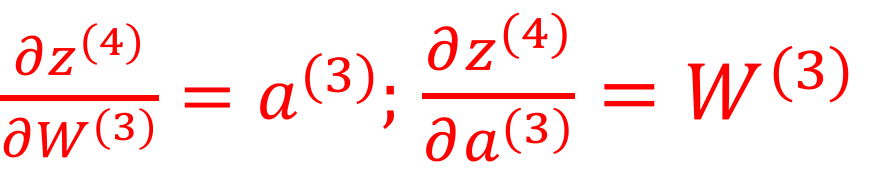 ∂z⁽⁴⁾/∂W⁽³⁾ = a⁽³⁾; ∂z⁽⁴⁾/∂a⁽³⁾ = W⁽³⁾